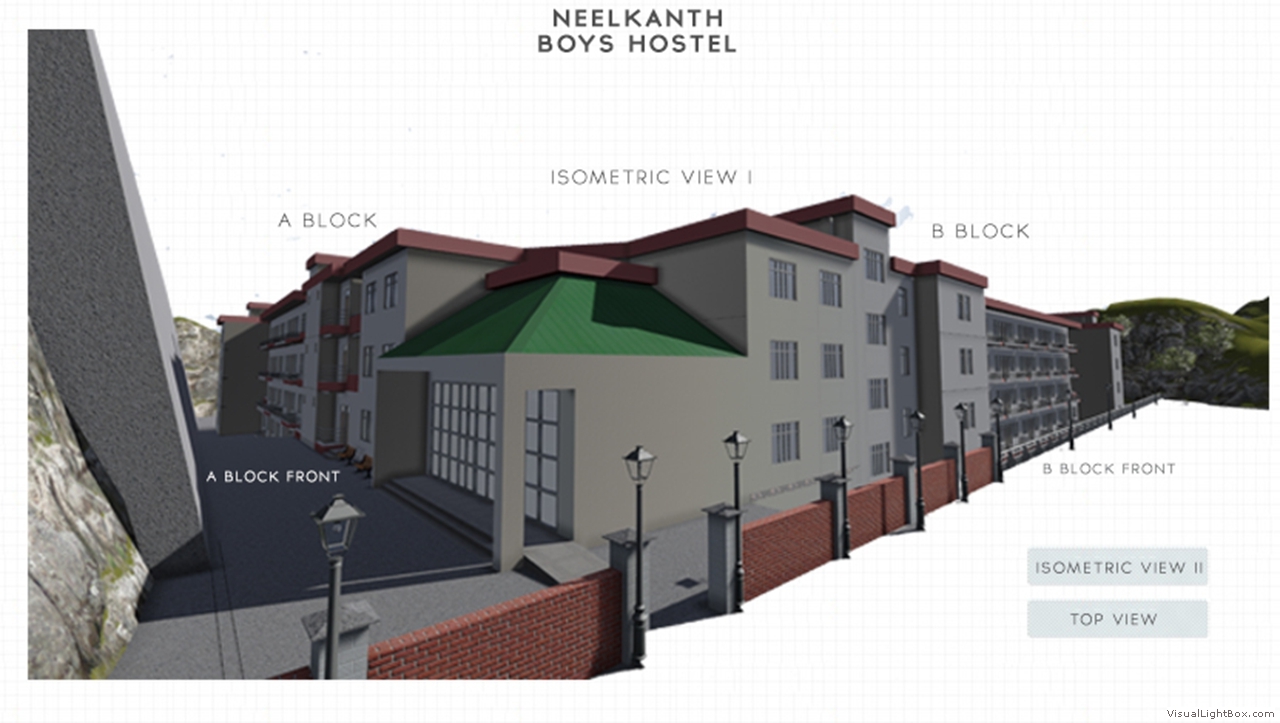 NEELKANTH
BOYS HOSTEL
ISOMETRIC VIEW I
A BLOCK
B BLOCK
A BLOCK FRONT
B BLOCK FRONT
ISOMETRIC VIEW II
TOP VIEW
VisualLightBox.com